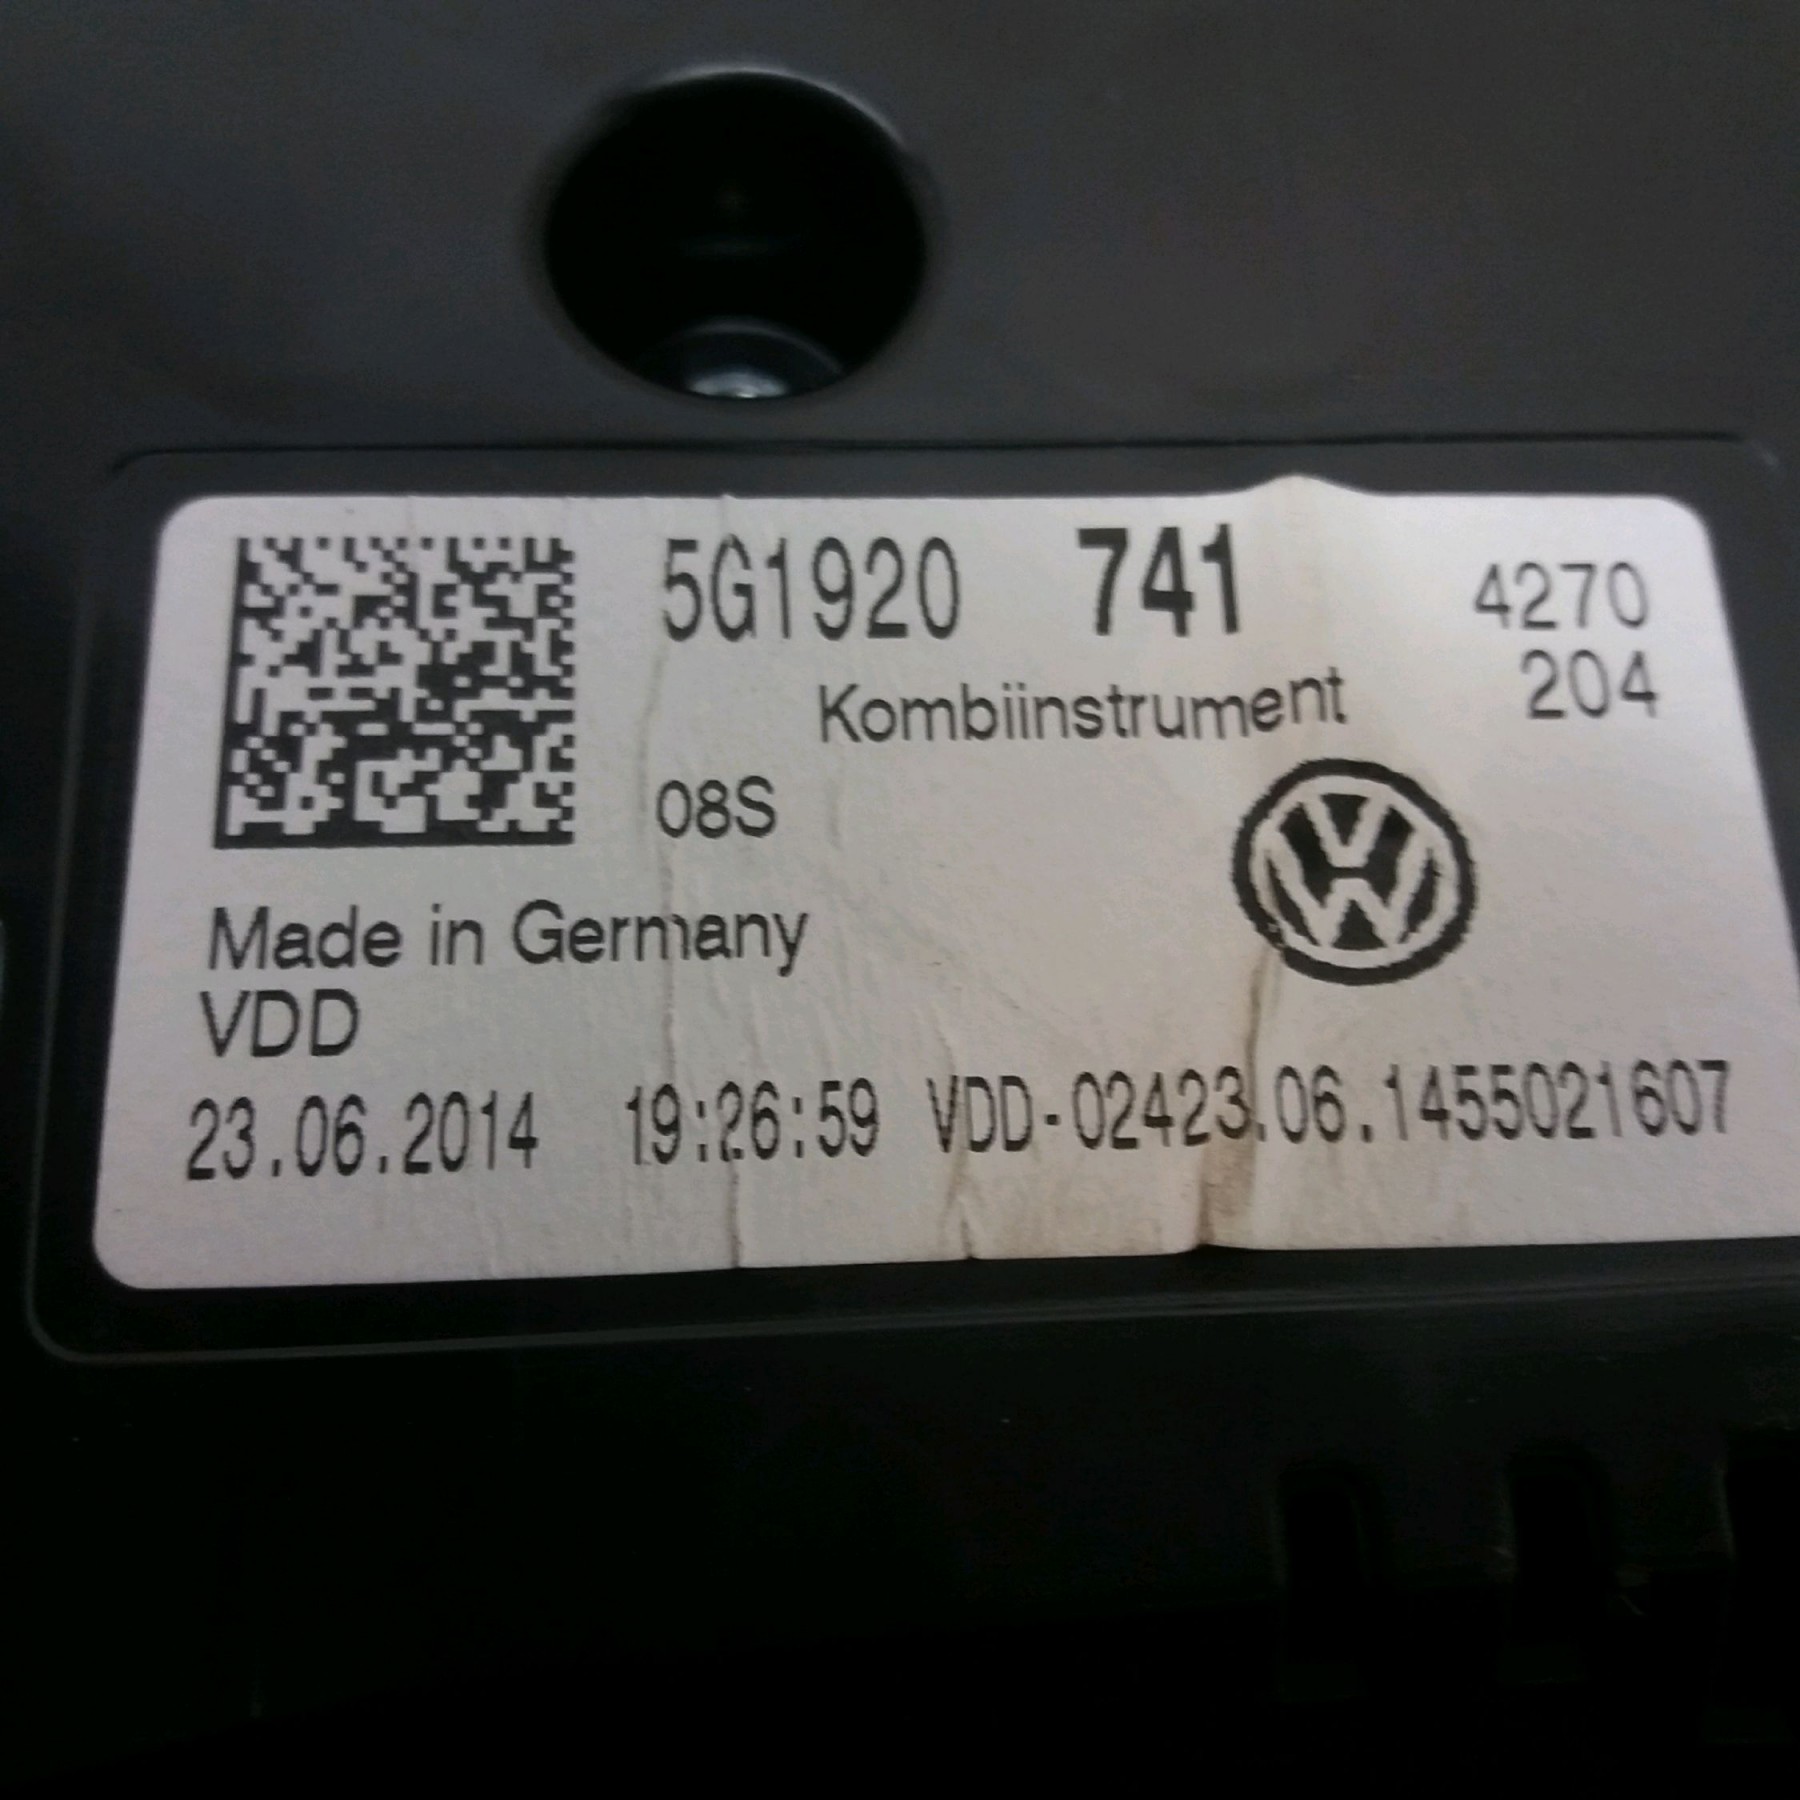 5G1920 741 4270
Kombiinstrument 204
08S
Made in Germany
VDD
23.06.2014 19:26:59 VDD-02423.06.1455021607